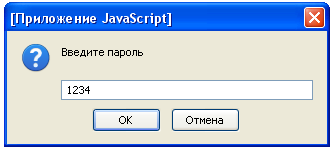 [Приложение JavaScript]
Введите пароль
1234
OK
Отмена